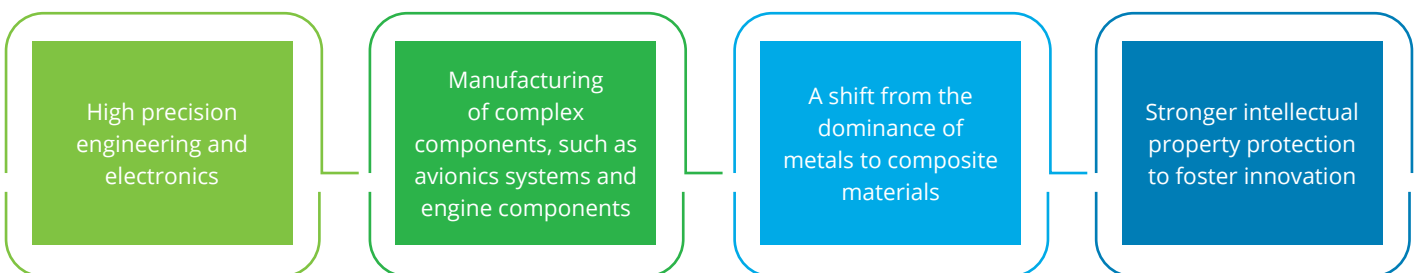 High precision
engineering and
electronics
Manufacturing
of complex
components, such as
avionics systems and
engine components
A shift from the
dominance of
metals to composite
materials
Stronger intellectual
property protection
to foster innovation